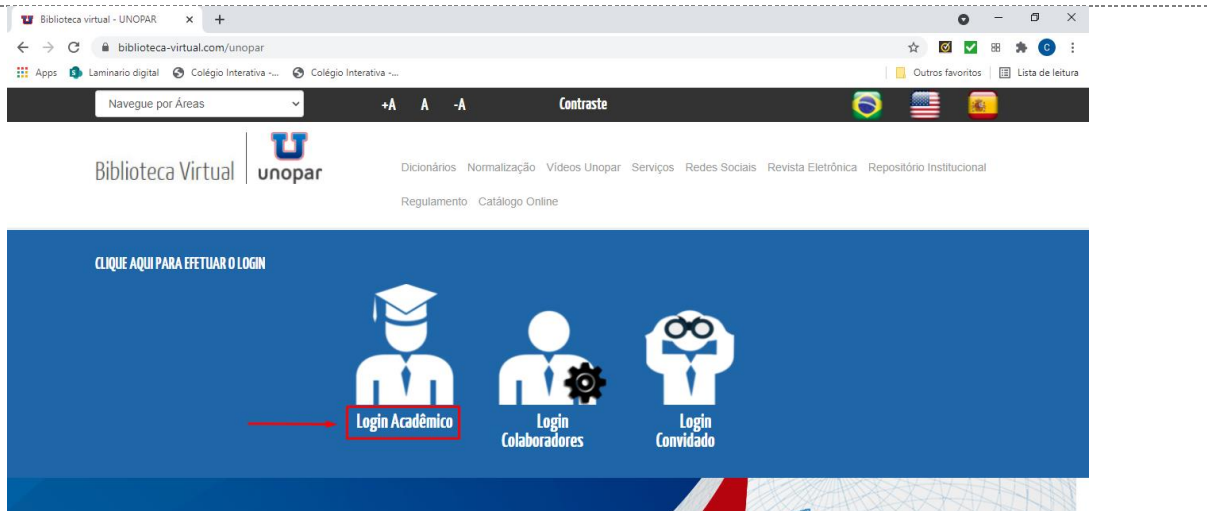 Biblioteca virtual - UNOPAR
biblioteca-virtual.com/unopar
Apps Laminario digital Colégio Interativa -... Colégio Interativa -... Outros favoritos Lista de leitura
Navegue por Áreas +A A -A Contraste
Biblioteca Virtual unopar
Dicionários Normalização Vídeos Unopar Serviços Redes Sociais Revista Eletrônica Repositório Institucional
Regulamento Catálogo Online
CLIQUE AQUI PARA EFETUAR O LOGIN
Login Acadêmico
Login
Colaboradores
Login
Convidado